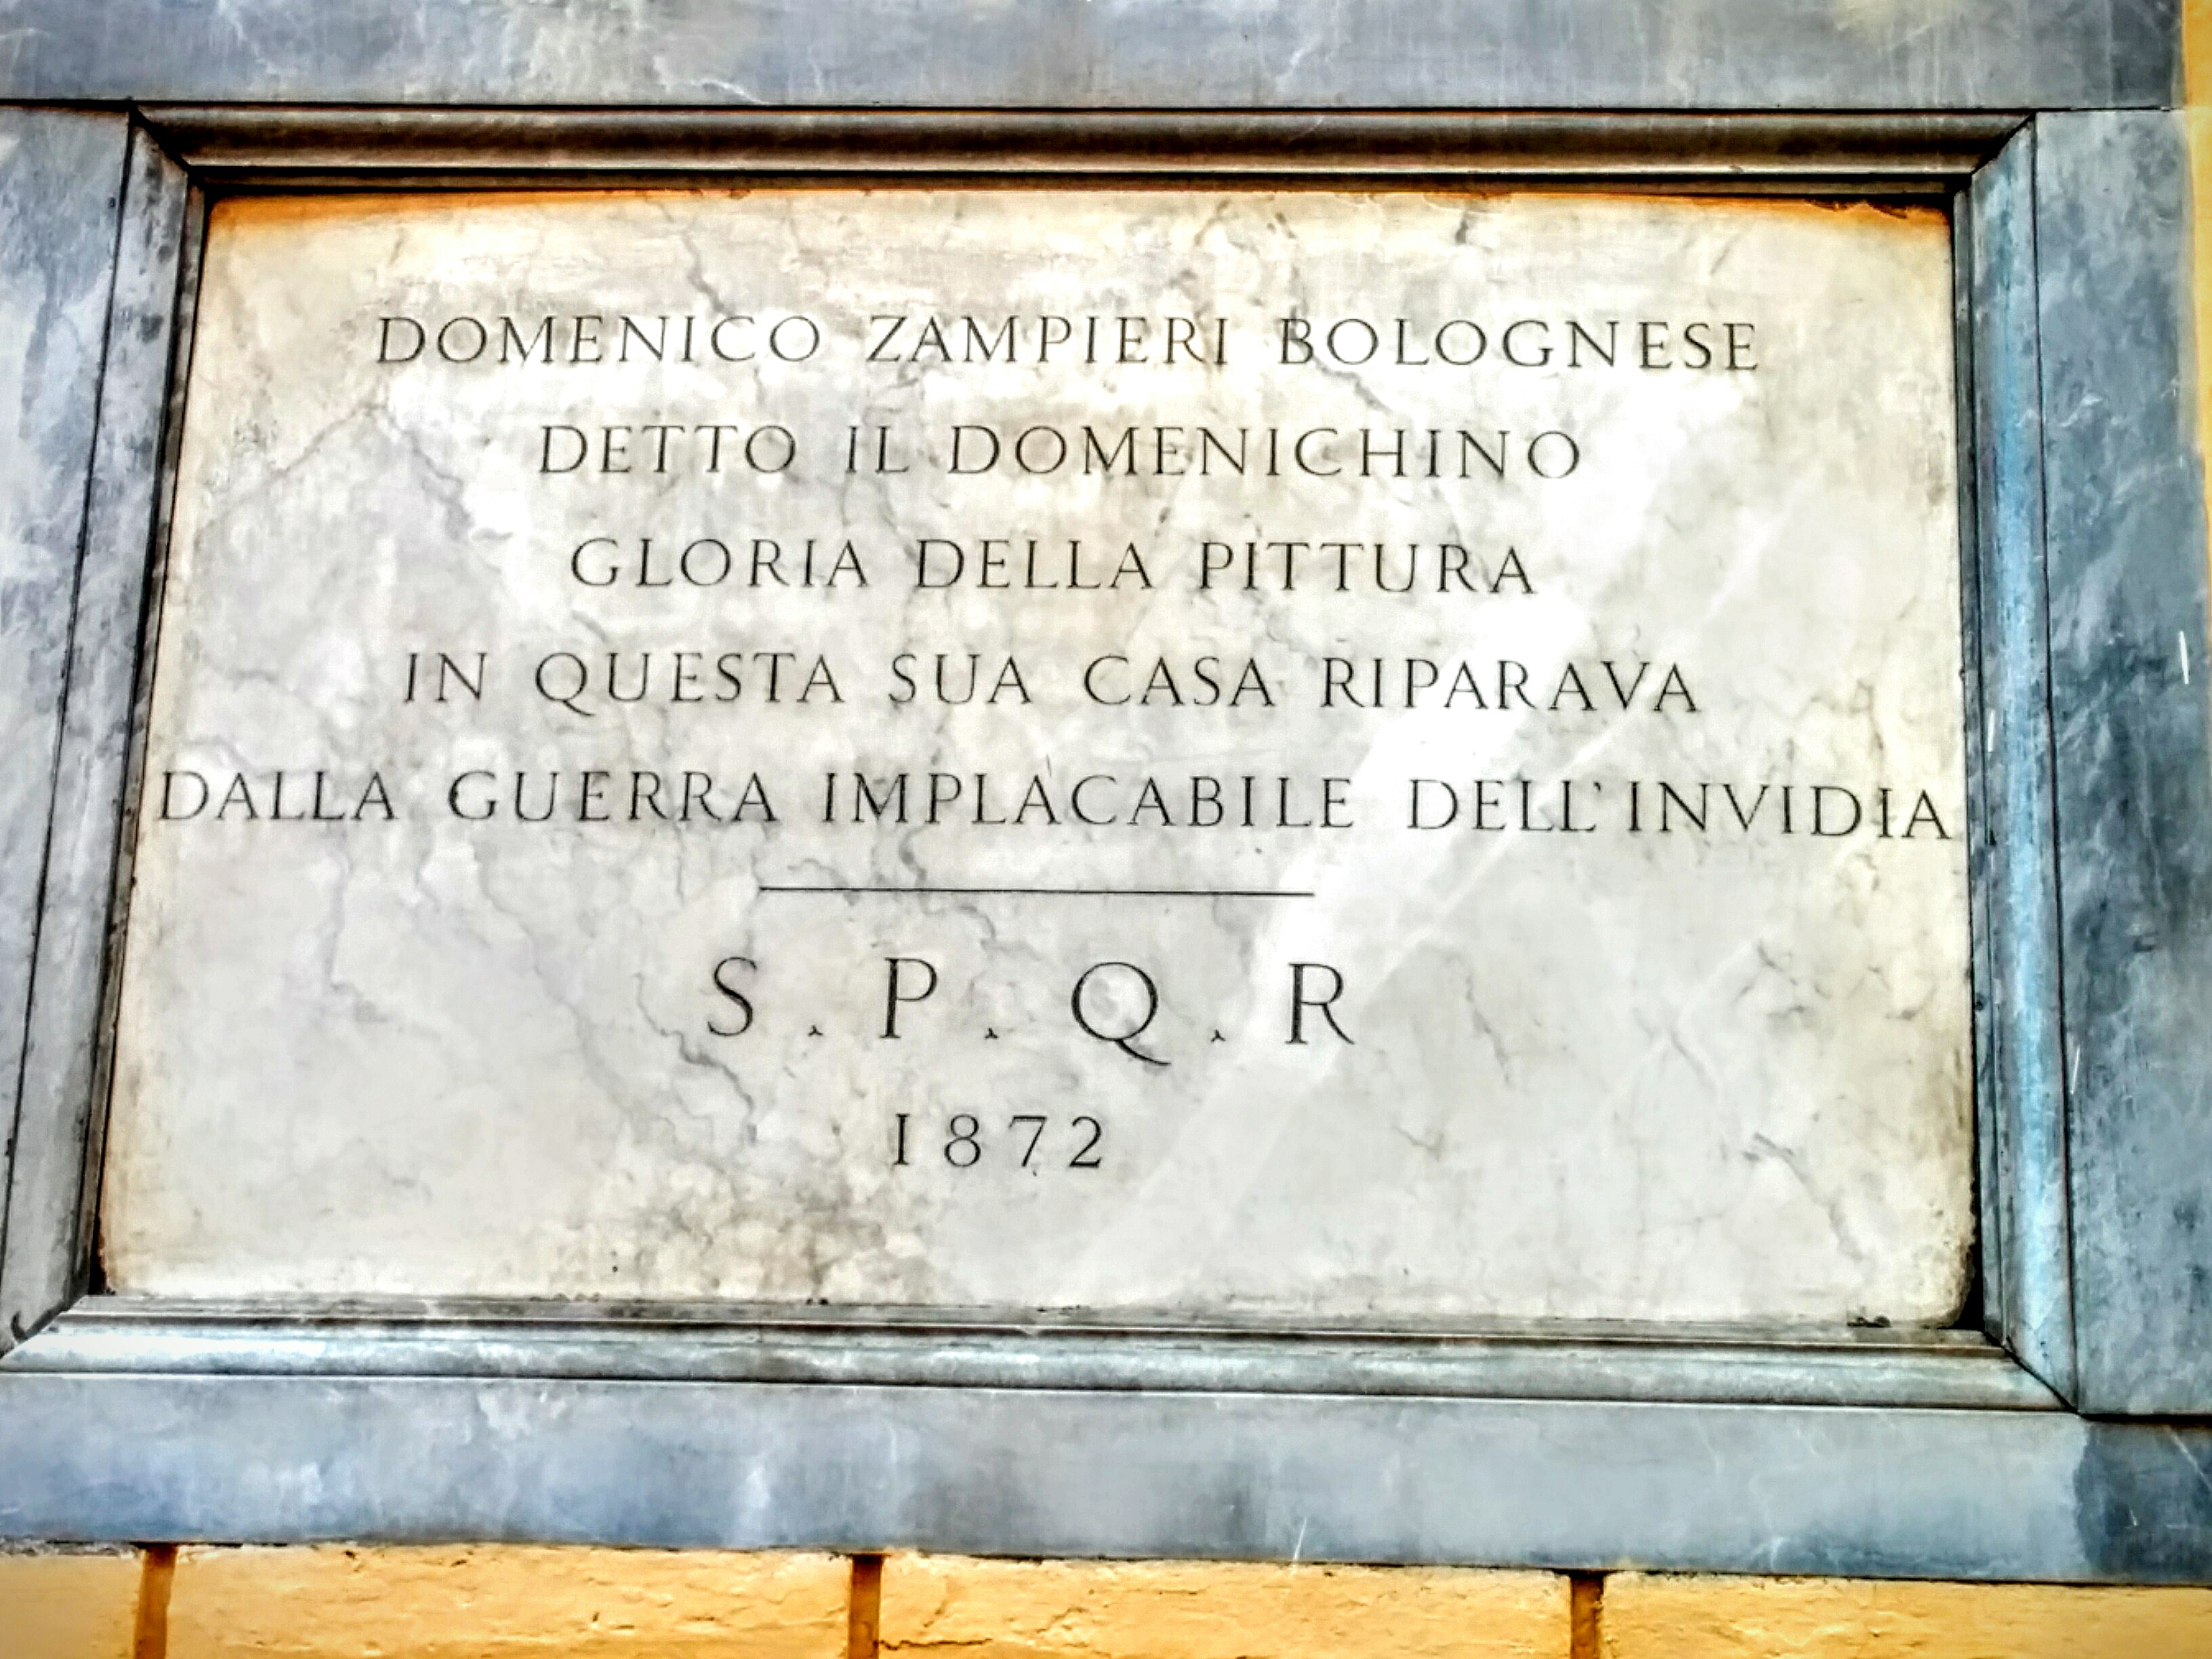 DOMENICO ZAMPIERI BOLOGNESE
DETTO IL DOMENICHINO
GLORIA DELLA PITTURA
IN QUESTA SUA CASA RIPARAVA
DALLA GUERRA IMPLACABILE DELL'INVIDIA
S. P. Q. R
1872